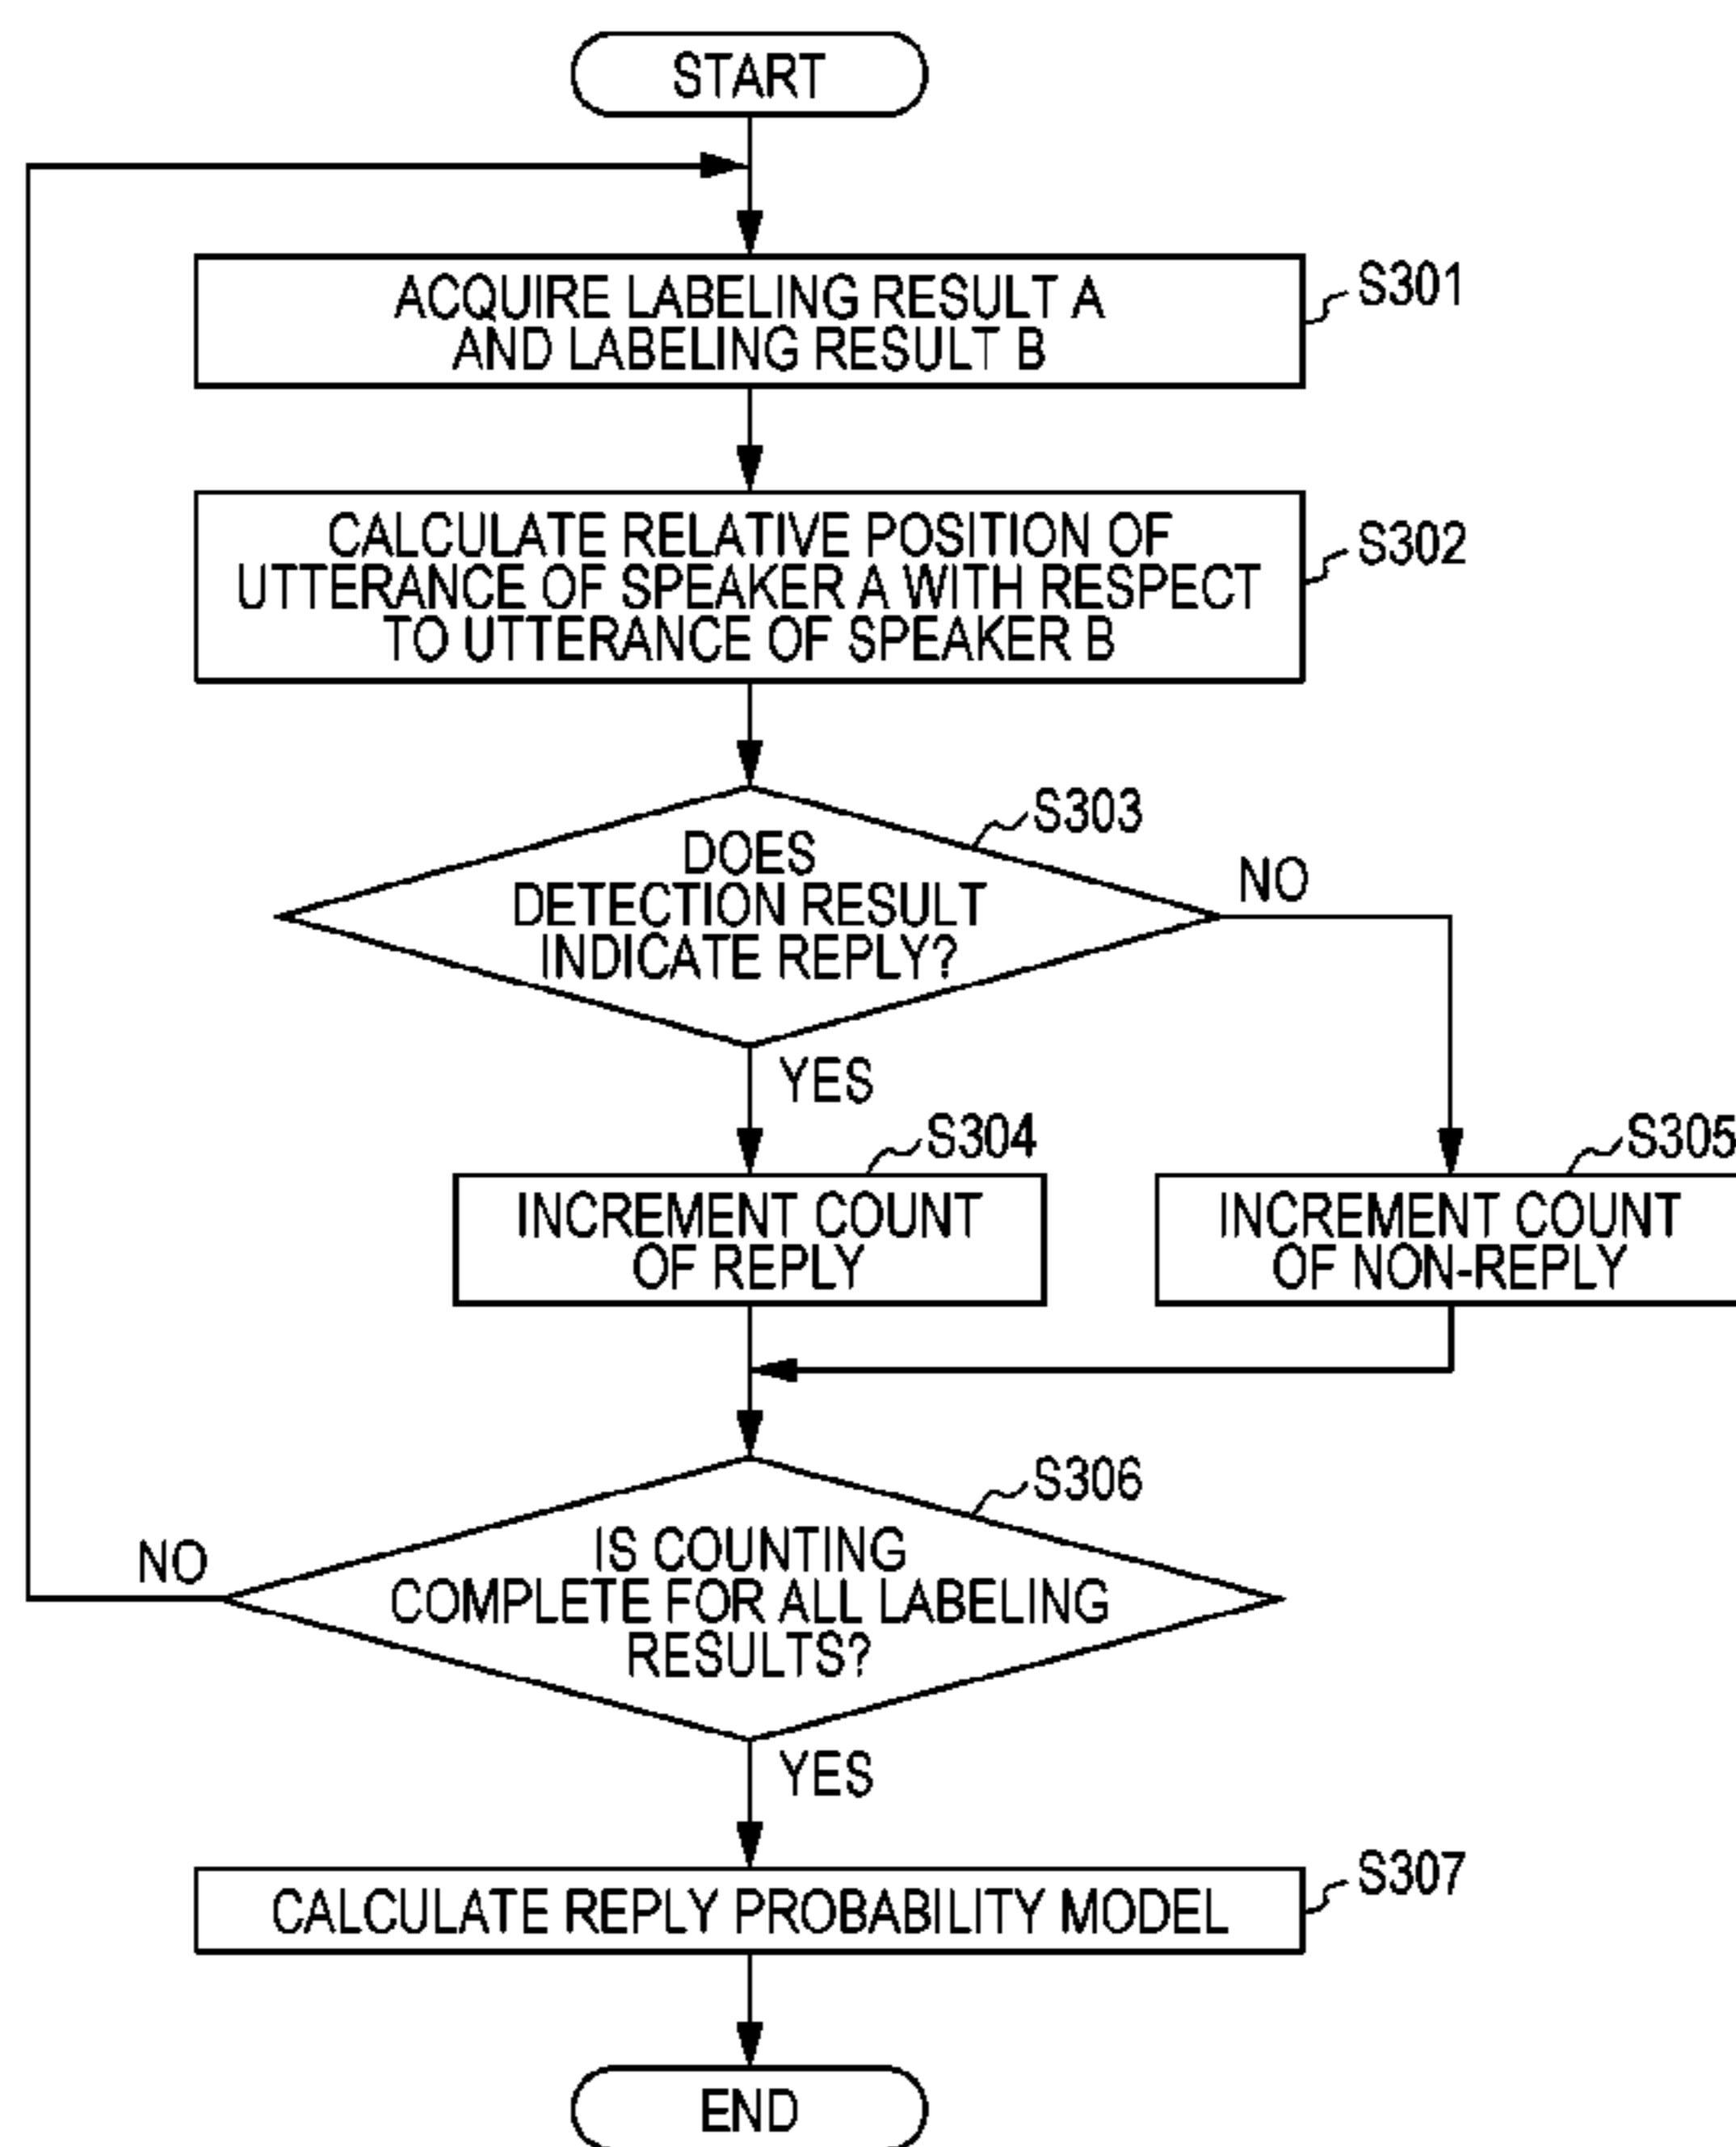 START
ACQUIRE LABELING RESULT A
AND LABELING RESULT B
S301
CALCULATE RELATIVE POSITION OF
UTTERANCE OF SPEAKER A WITH RESPECT
TO UTTERANCE OF SPEAKER B
S302
S303
DOES
DETECTION RESULT
INDICATE REPLY?
NO
YES
S304
INCREMENT COUNT
OF REPLY
S305
INCREMENT COUNT
OF NON-REPLY
S306
IS COUNTING
COMPLETE FOR ALL LABELING
RESULTS?
NO
YES
CALCULATE REPLY PROBABILITY MODEL
S307
END